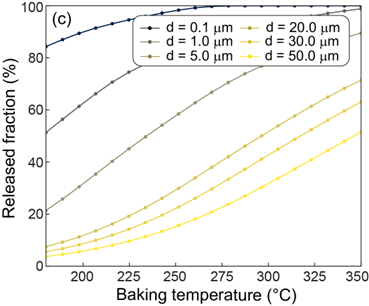 (c)
100
80
60
40
20
0
Released fraction (%)
d = 0.1 μm
d = 20.0 μm
d = 1.0 μm
d = 30.0 μm
d = 5.0 μm
d = 50.0 μm
200
225
250
275
300
325
350
Baking temperature (°C)